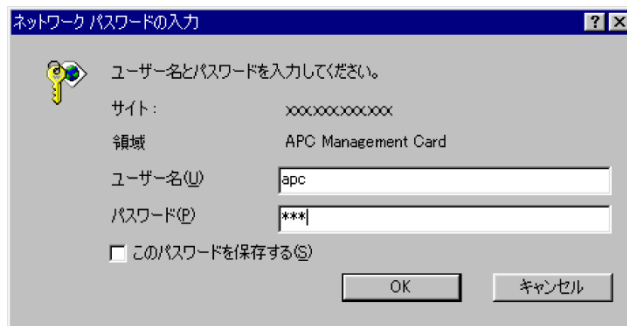 ネットワーク パスワードの入力
? ×
ユーザー名とパスワードを入力してください。
サイト: xxx.xxx.xxx.xxx
領域 APC Management Card
ユーザー名(U) apc
パスワード(P) ***
このパスワードを保存する(S)
OK キャンセル